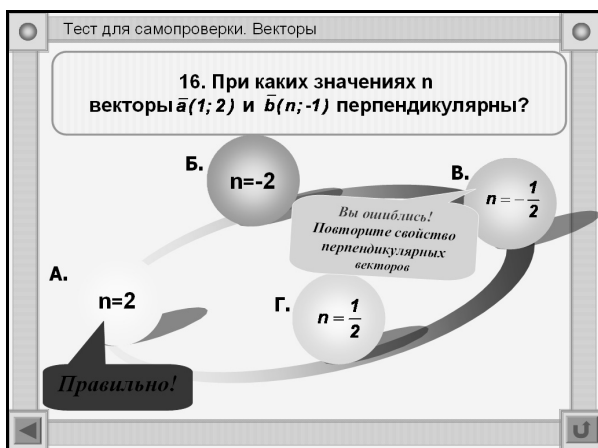 Тест для самопроверки. Векторы
16. При каких значениях n
векторы a̅(1; 2) и b̅(n;-1) перпендикулярны?
Б.
n=-2
В.
n = -1/2
Вы ошиблись!
Повторите свойство
перпендикулярных
векторов
А.
n=2
Г.
n = 1/2
Правильно!